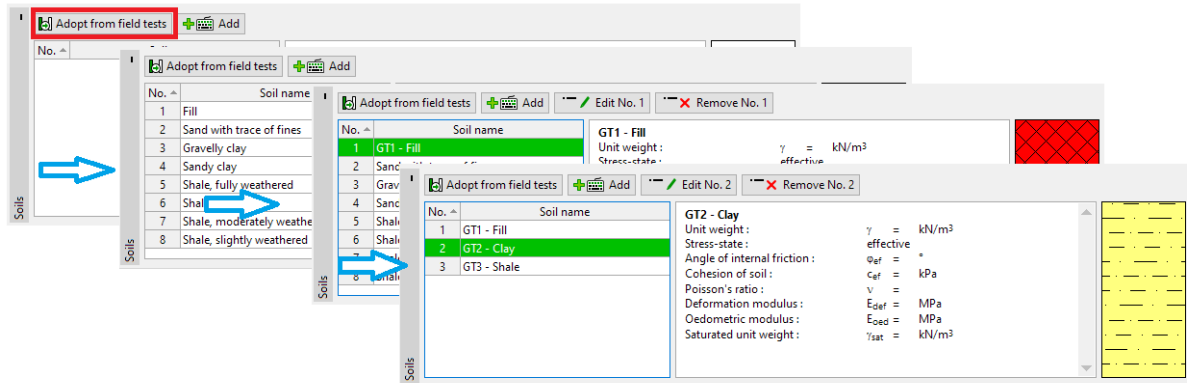 Adopt from field tests Add
No.
Soils
Adopt from field tests Add
No. Soil name
1 Fill
2 Sand with trace of fines
3 Gravelly clay
4 Sandy clay
5 Shale, fully weathered
6
7 Shale, moderately weathe
8 Shale, slightly weathered
Soils
Adopt from field tests Add Edit No. 1 Remove No. 1
No. Soil name
1 GT1 - Fill
2
3 Grav
4 Sand
5 Shale
6 Shale
8
GT1 - Fill
Unit weight : γ = kN/m³
Stress-state : effective
Soils
Adopt from field tests Add Edit No. 2 Remove No. 2
No. Soil name
1 GT1 - Fill
2 GT2 - Clay
3 GT3 - Shale
GT2 - Clay
Unit weight : γ = kN/m³
Stress-state : effective
Angle of internal friction : φef = °
Cohesion of soil : cef = kPa
Poisson's ratio : ν =
Deformation modulus : Edef = MPa
Oedometric modulus : Eoed = MPa
Saturated unit weight : γsat = kN/m³
Soils